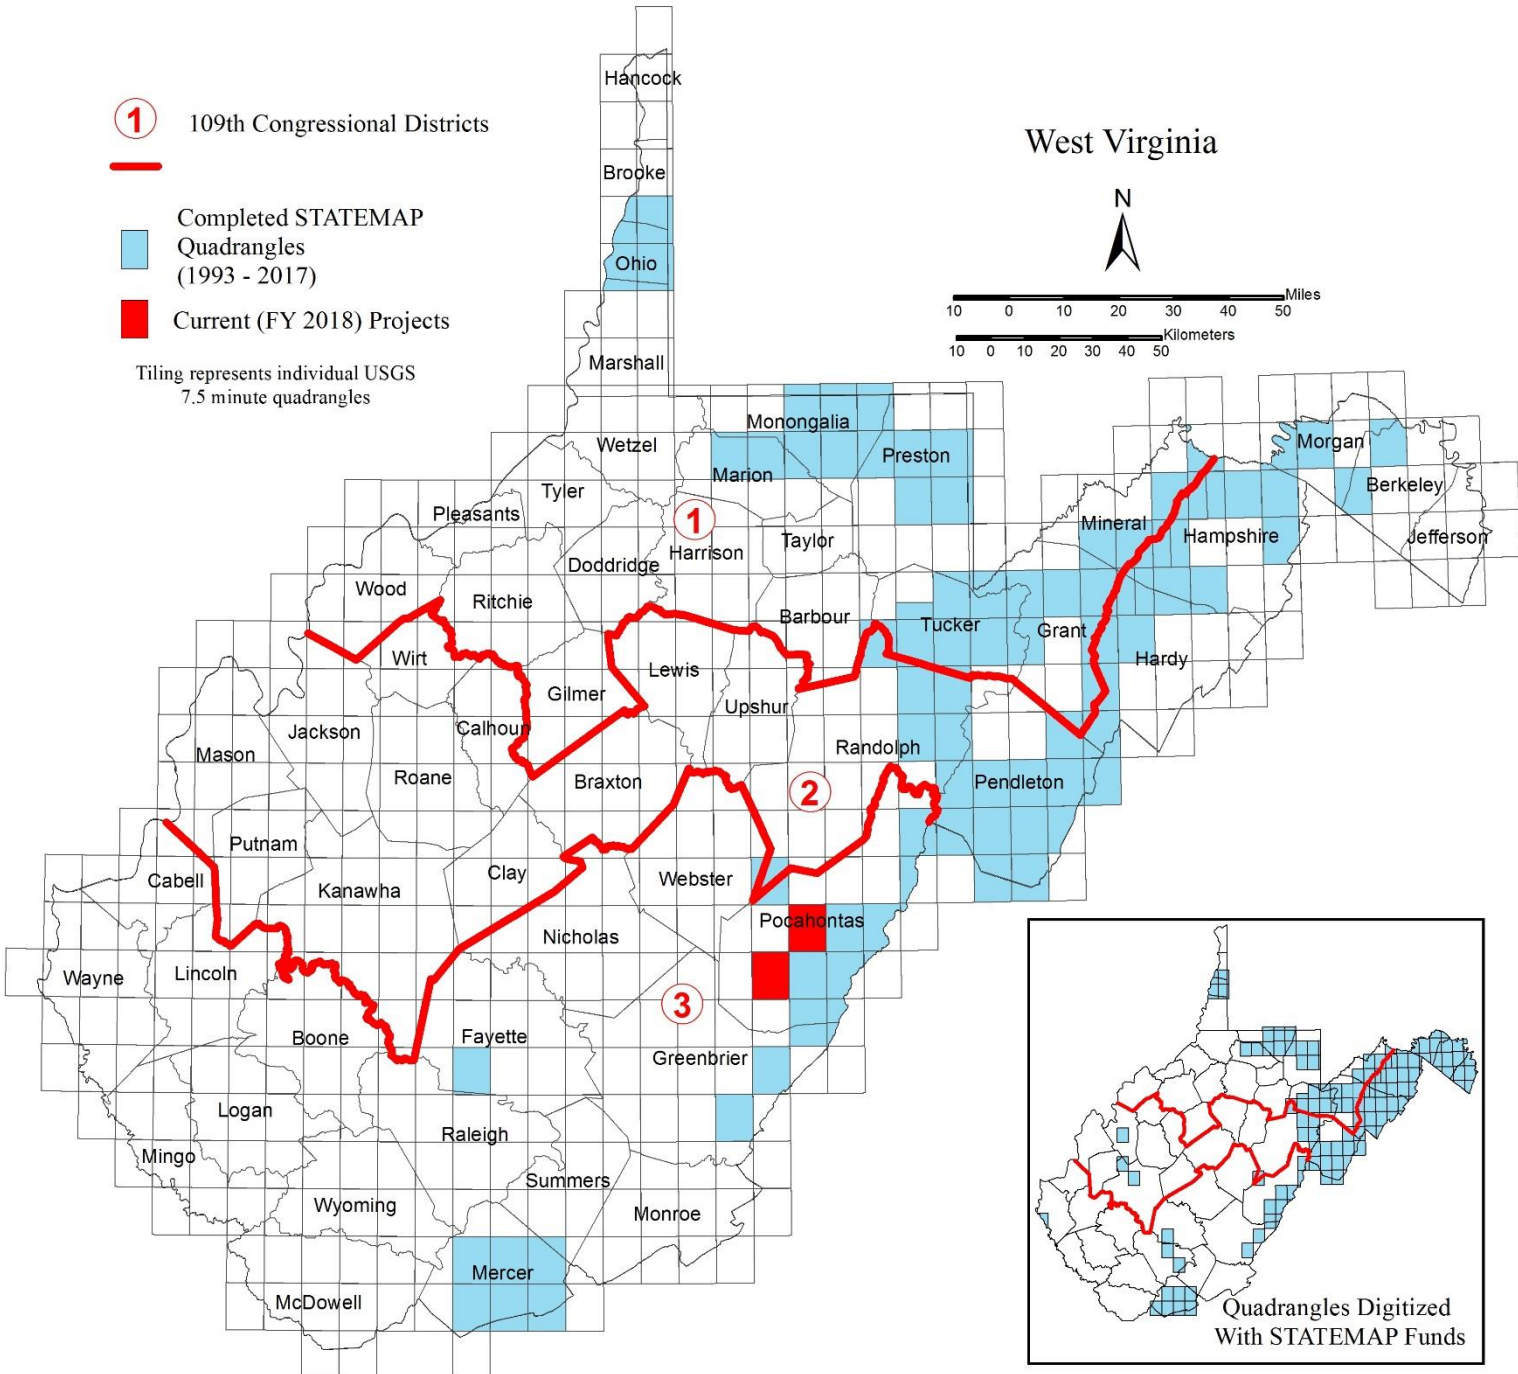 1
109th Congressional Districts
Completed STATEMAP
Quadrangles
(1993 - 2017)
Current (FY 2018) Projects
Tiling represents individual USGS
7.5 minute quadrangles
West Virginia
N
10 0 10 20 30 40 50 Miles
10 0 10 20 30 40 50 Kilometers
Hancock
Brooke
Ohio
Marshall
Wetzel
Monongalia
Marion
Preston
Morgan
Berkeley
Jefferson
Mineral
Hampshire
Tyler
Pleasants
1
Doddridge
Harrison
Taylor
Wood
Ritchie
Barbour
Tucker
Grant
Hardy
Wirt
Gilmer
Lewis
Upshur
Calhoun
Jackson
Mason
Roane
Braxton
Randolph
2
Pendleton
Putnam
Cabell
Kanawha
Clay
Webster
Pocahontas
Nicholas
Wayne
Lincoln
3
Boone
Fayette
Greenbrier
Logan
Raleigh
Mingo
Summers
Wyoming
Monroe
Mercer
McDowell
Quadrangles Digitized
With STATEMAP Funds